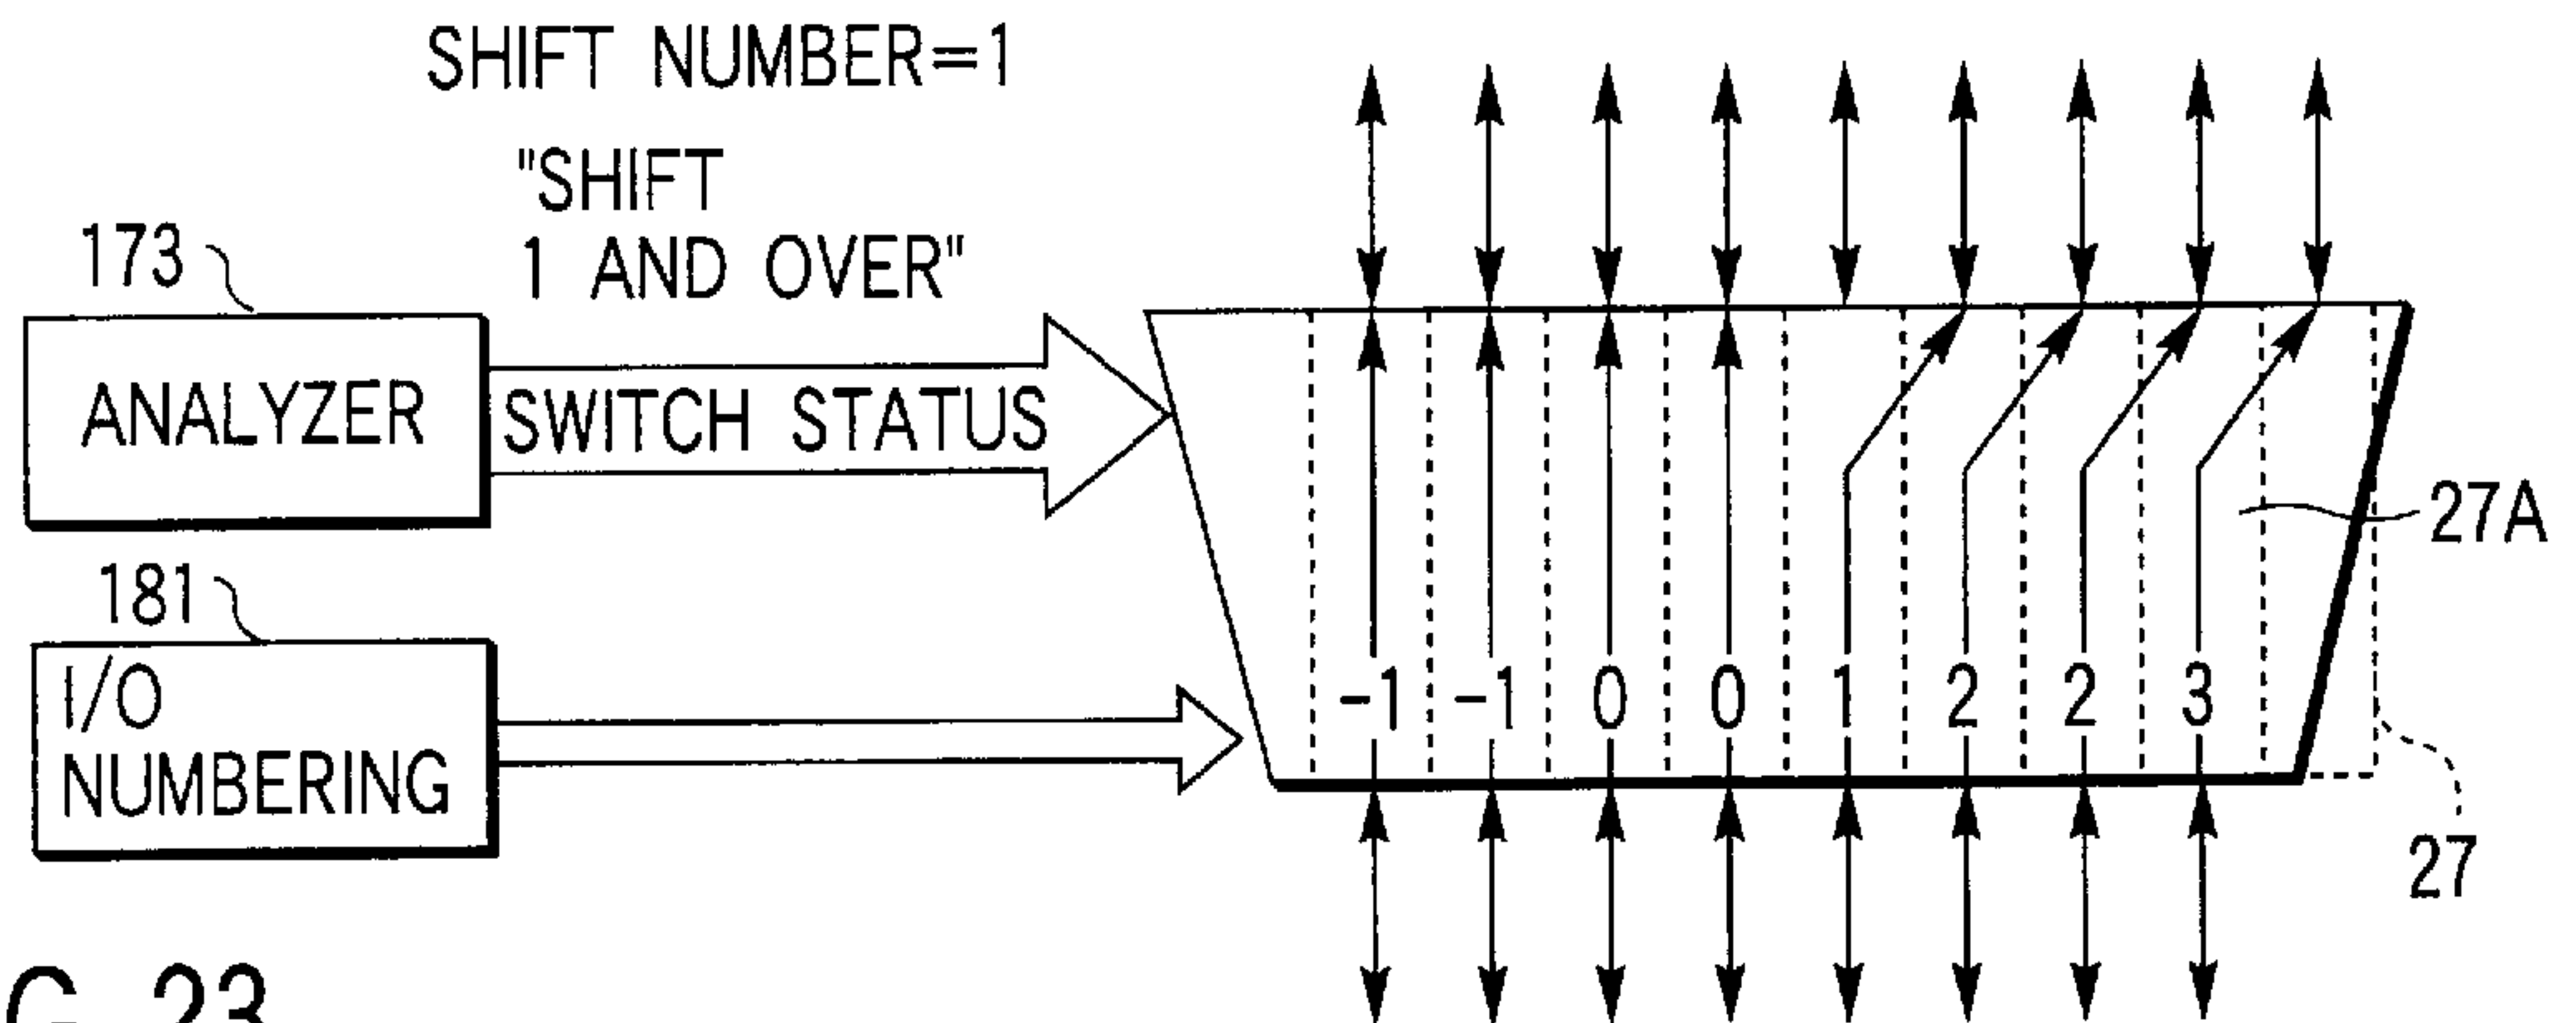 SHIFT NUMBER=1
"SHIFT
1 AND OVER"
173
ANALYZER
SWITCH STATUS
27A
181
I/O
NUMBERING
-1 -1 0 0 1 2 2 3
27
G 23